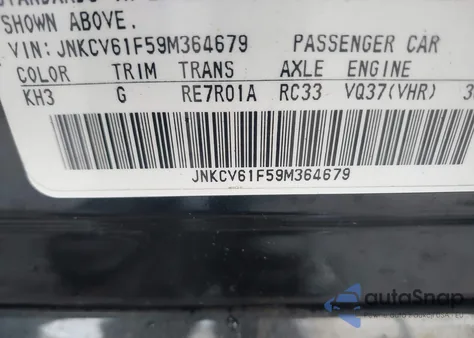 SHOWN ABOVE.
VIN: JNKCV61F59M364679 PASSENGER CAR
COLOR TRIM TRANS AXLE ENGINE
KH3 G RE7R01A RC33 VQ37(VHR)
JNKCV61F59M364679
autoSnap